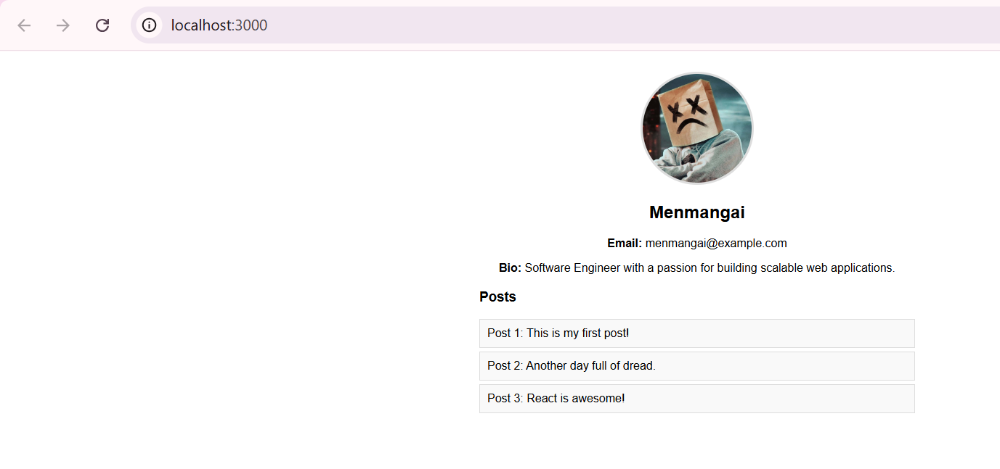 localhost:3000
Menmangai
Email: menmangai@example.com
Bio: Software Engineer with a passion for building scalable web applications.
Posts
Post 1: This is my first post!
Post 2: Another day full of dread.
Post 3: React is awesome!